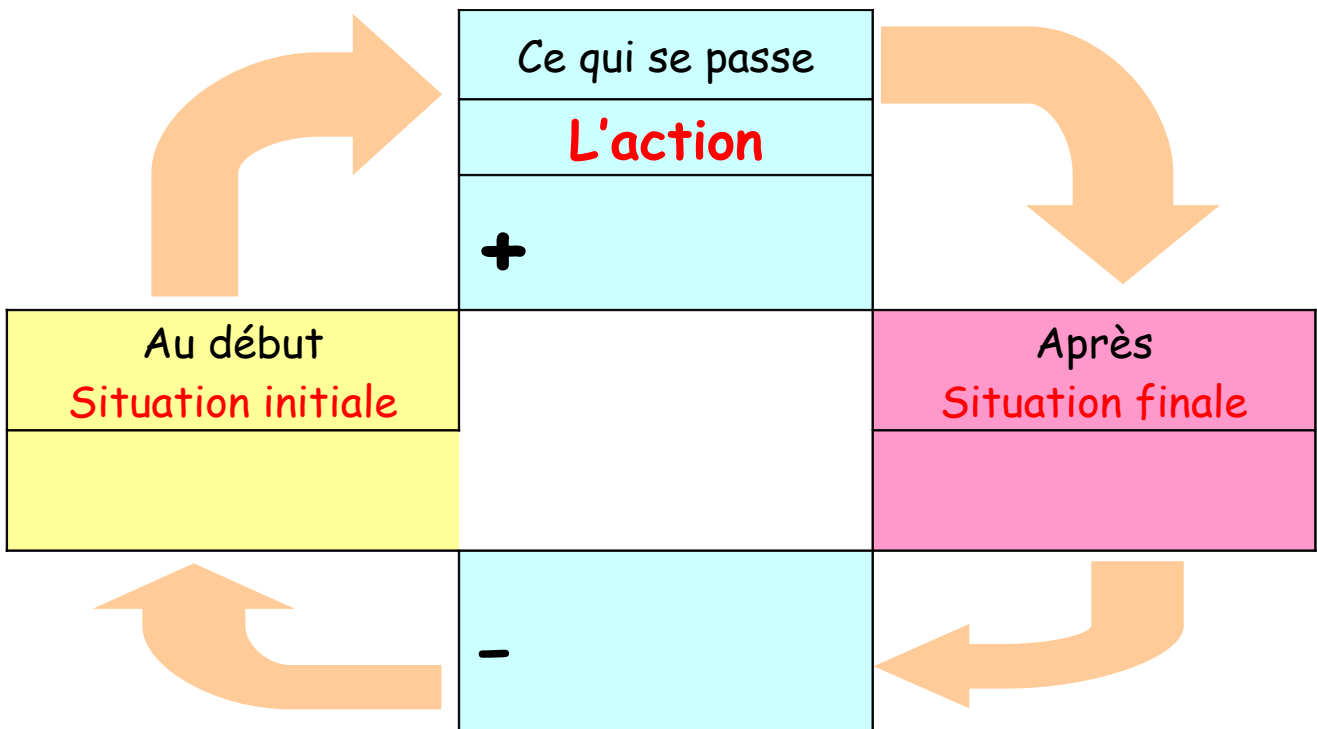 Ce qui se passe
L'action
+
Au début
Situation initiale
Après
Situation finale
-